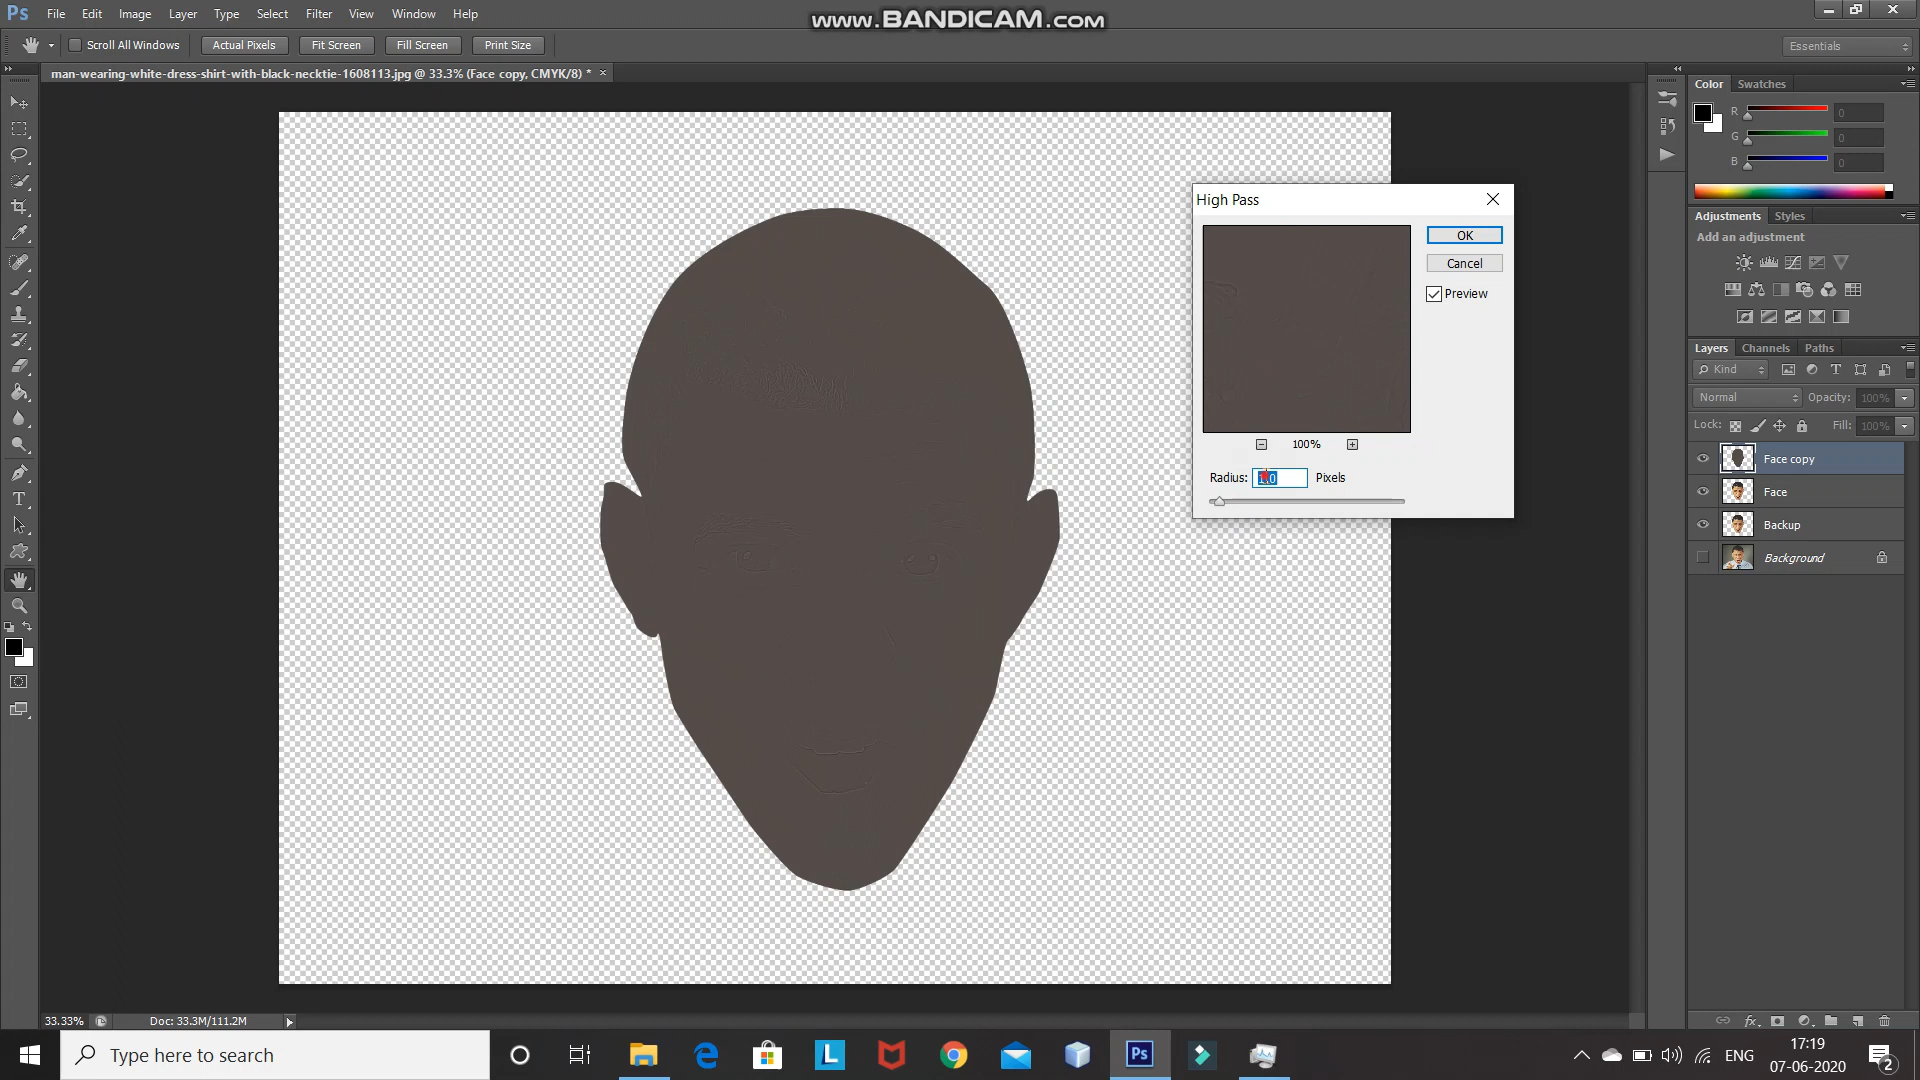 Ps File Edit Image Layer Type Select Filter View Window Help
www.BANDICAM.com
Scroll All Windows Actual Pixels Fit Screen Fill Screen Print Size Essentials
man-wearing-white-dress-shirt-with-black-necktie-1608113.jpg @ 33.3% (Face copy, CMYK/8) * ×
Color Swatches
R 0
G 0
B 0
Adjustments Styles
Add an adjustment
High Pass
OK
Cancel
Preview
100%
Radius: 1.0 Pixels
Layers Channels Paths
Kind
Normal Opacity: 100%
Lock: Fill: 100%
Face copy
Face
Backup
Background
33.33% Doc: 33.3M/111.2M
Type here to search
L
Ps
ENG
17:19
07-06-2020
2